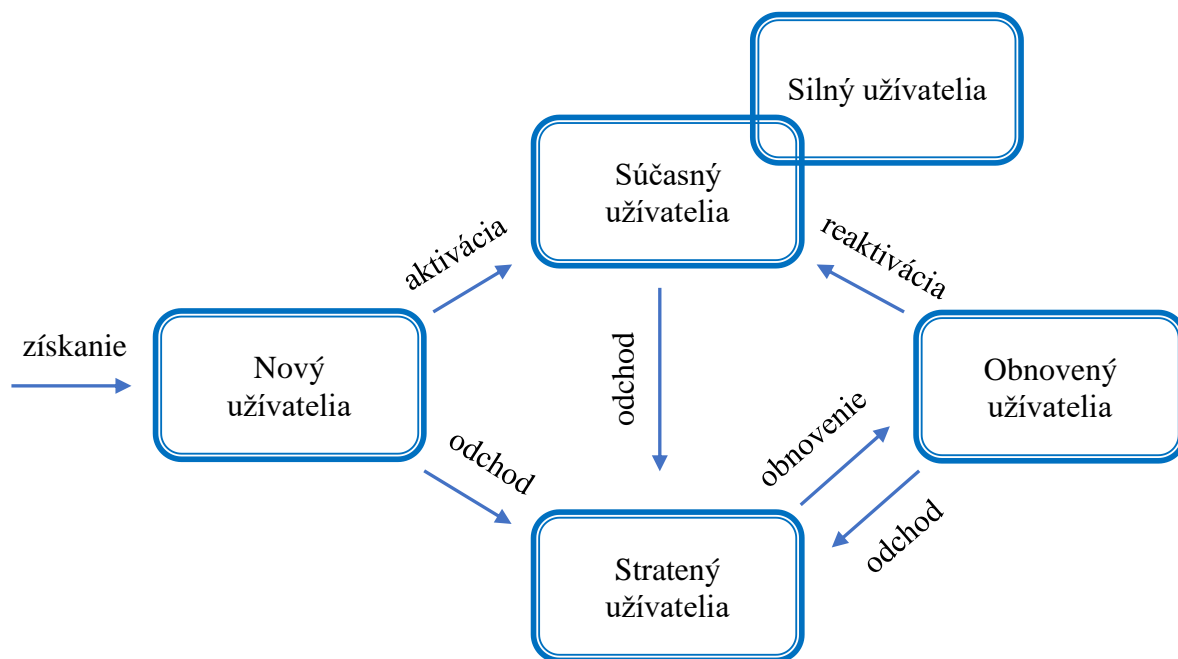 Silný užívatelia
Súčasný
užívatelia
aktivácia
reaktivácia
získanie
Nový
užívatelia
odchod
Obnovený
užívatelia
odchod
obnovenie
odchod
Stratený
užívatelia